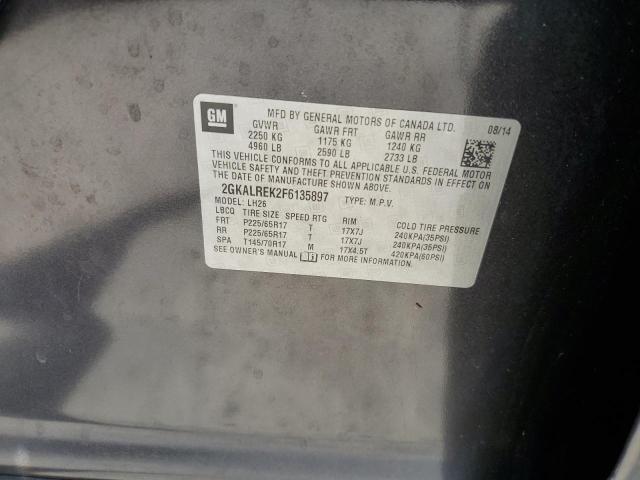 GM
MFD BY GENERAL MOTORS OF CANADA LTD. 08/14
GVWR GAWR FRT GAWR RR
2250 KG 1175 KG 1240 KG
4960 LB 2590 LB 2733 LB
THIS VEHICLE CONFORMS TO ALL APPLICABLE U.S. FEDERAL MOTOR
VEHICLE SAFETY AND THEFT PREVENTION STANDARDS IN EFFECT ON THE DATE
OF MANUFACTURE SHOWN ABOVE.
2GKALREK2F6135897 TYPE: M.P.V.
MODEL: LH26
LBCQ TIRE SIZE SPEED RTG RIM COLD TIRE PRESSURE
FRT P225/65R17 T 17X7J 240KPA(35PSI)
RR P225/65R17 T 17X7J 240KPA(35PSI)
SPA T145/70R17 M 17X4.5T 420KPA(60PSI)
SEE OWNER'S MANUAL FOR MORE INFORMATION.